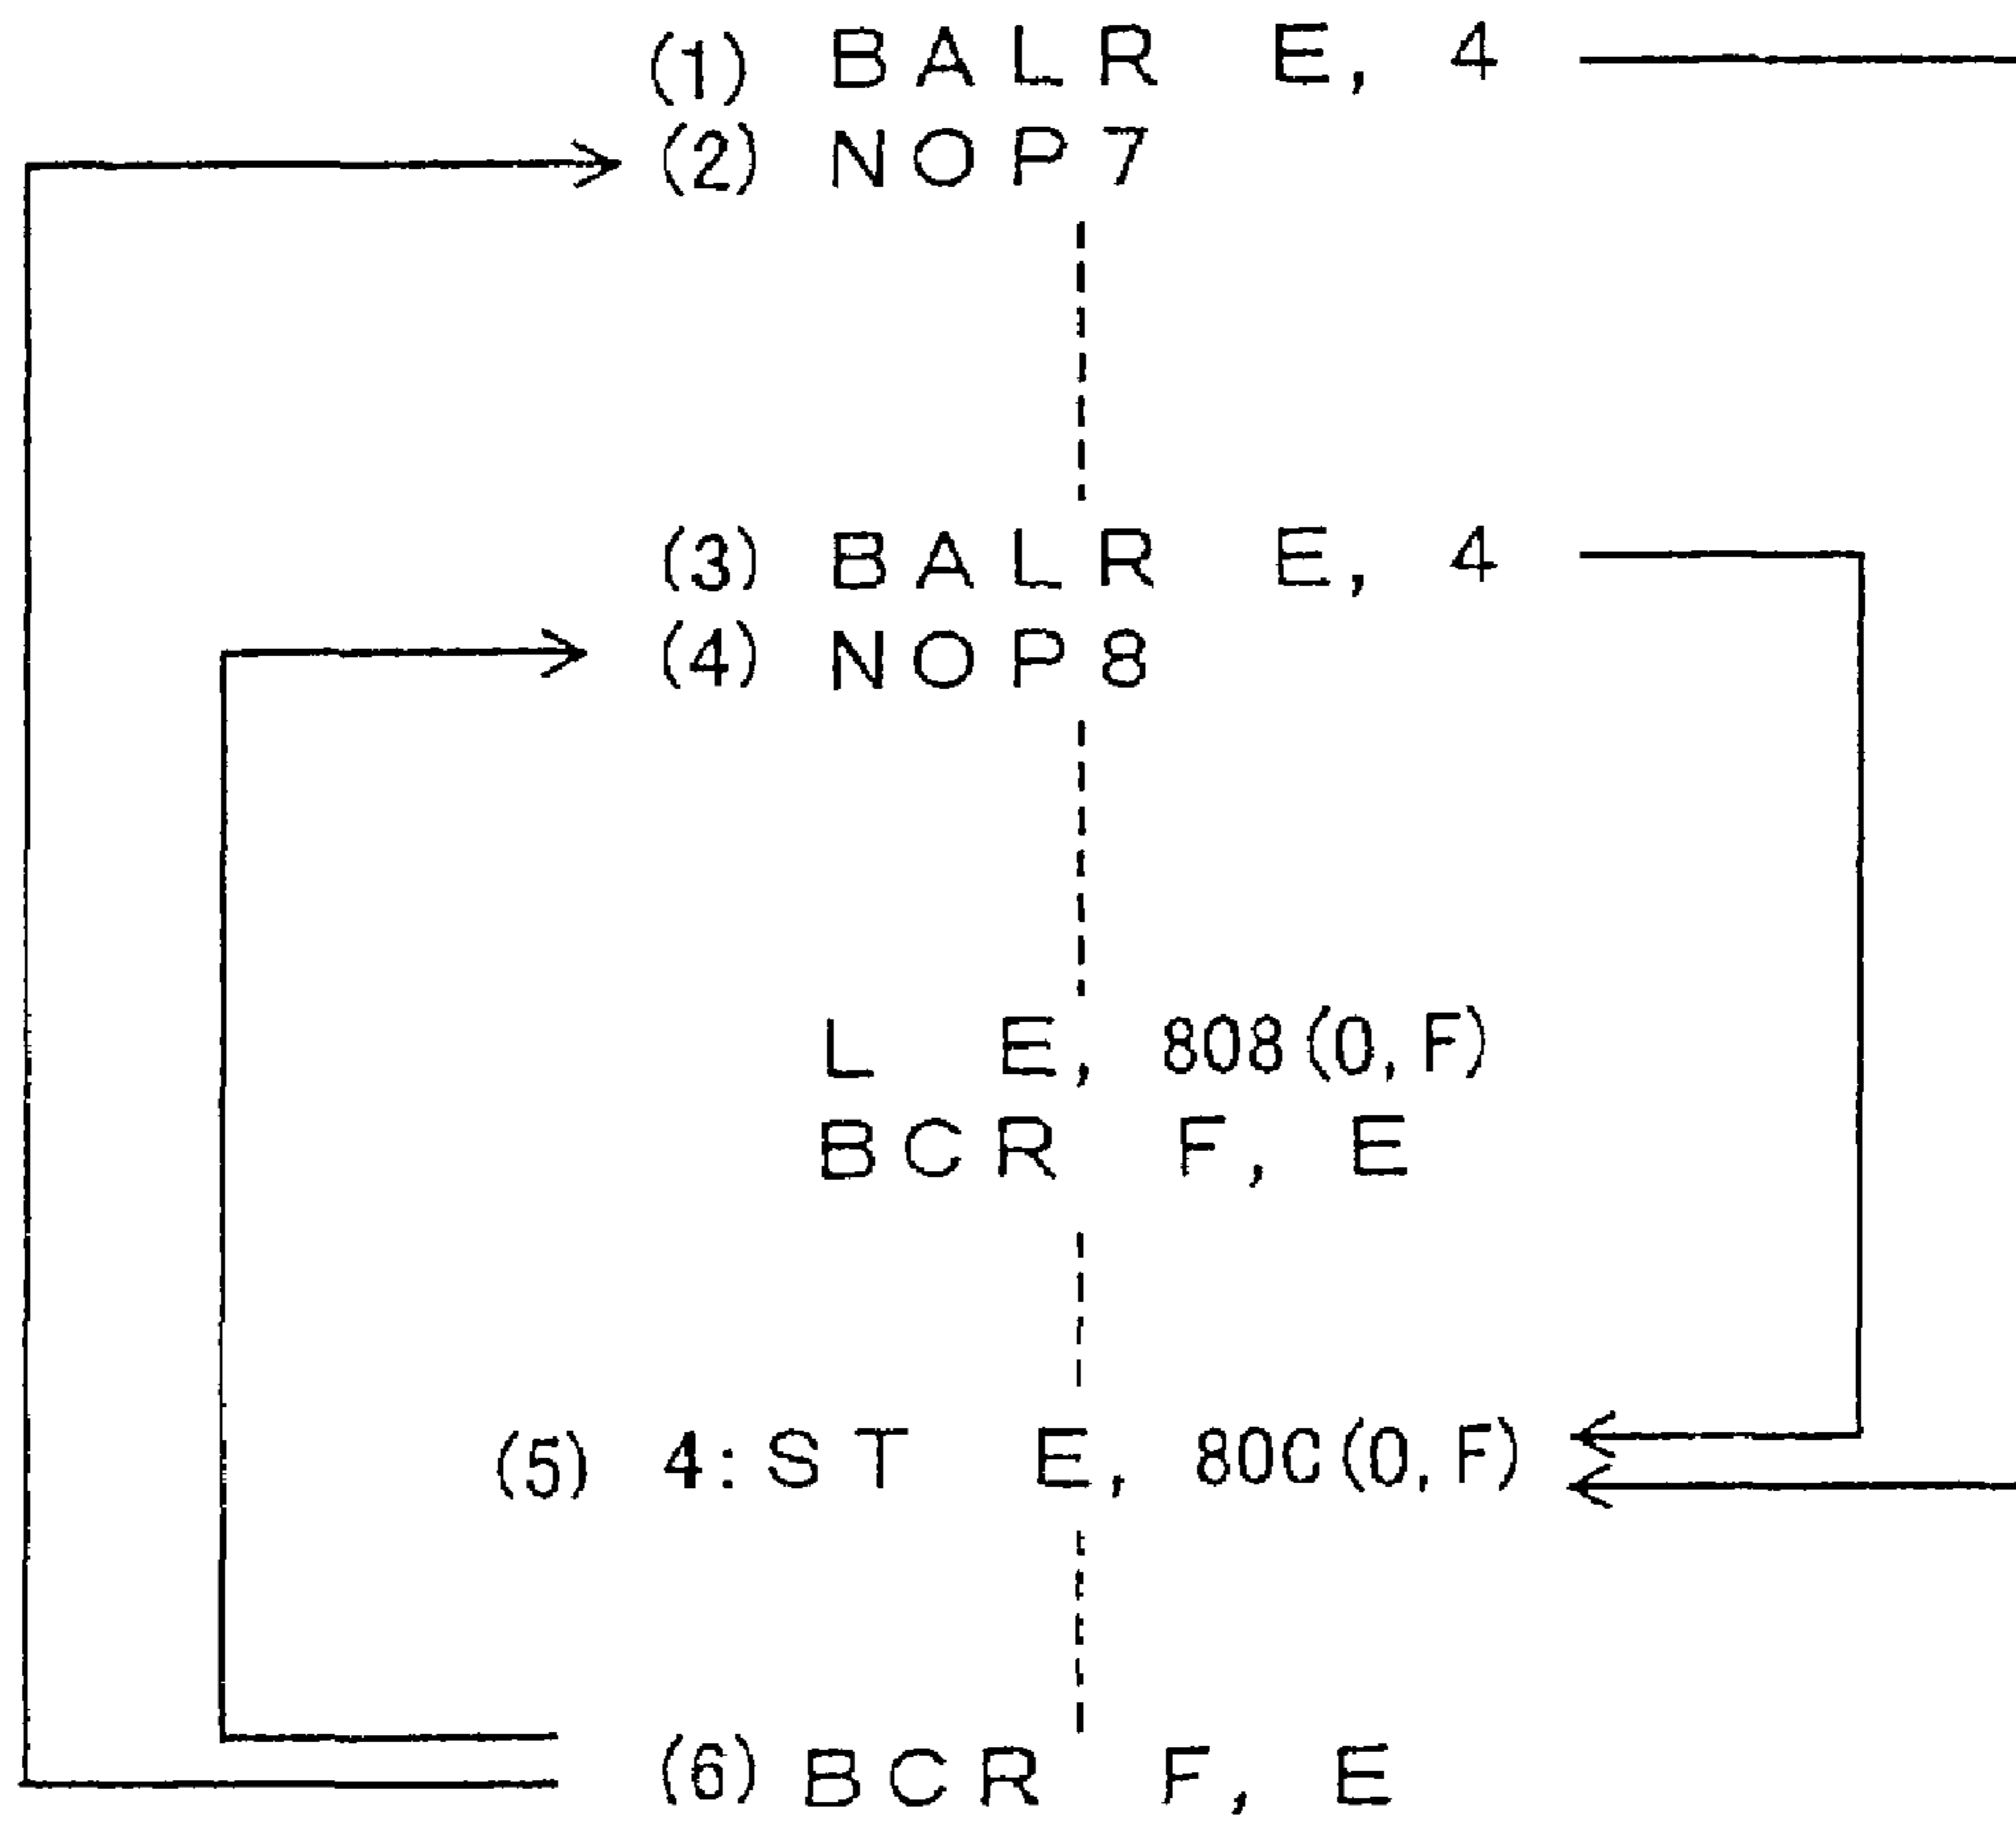 (1) BALR E, 4
(2) NOP7
(3) BALR E, 4
(4) NOP8
L E, 808(0, F)
BCR F, E
(5) 4:ST E, 80C(0, F)
(6) BCR F, E